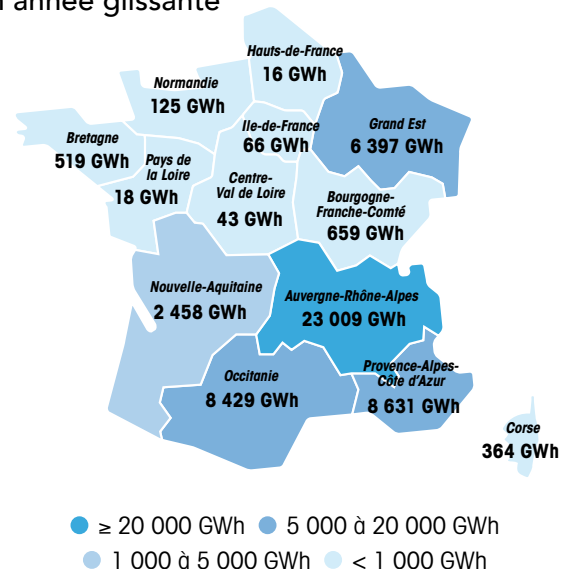 l'année glissante
Hauts-de-France
16 GWh
Normandie
125 GWh
Ile-de-France
66 GWh
Grand Est
6 397 GWh
Bretagne
519 GWh
Pays de
la Loire
18 GWh
Centre-
Val de Loire
43 GWh
Bourgogne-
Franche-Comté
659 GWh
Nouvelle-Aquitaine
2 458 GWh
Auvergne-Rhône-Alpes
23 009 GWh
Occitanie
8 429 GWh
Provence-Alpes-
Côte d'Azur
8 631 GWh
Corse
364 GWh
≥ 20 000 GWh
5 000 à 20 000 GWh
1 000 à 5 000 GWh
< 1 000 GWh